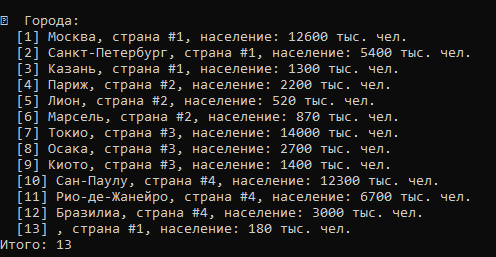 Города:
[1] Москва, страна #1, население: 12600 тыс. чел.
[2] Санкт-Петербург, страна #1, население: 5400 тыс. чел.
[3] Казань, страна #1, население: 1300 тыс. чел.
[4] Париж, страна #2, население: 2200 тыс. чел.
[5] Лион, страна #2, население: 520 тыс. чел.
[6] Марсель, страна #2, население: 870 тыс. чел.
[7] Токио, страна #3, население: 14000 тыс. чел.
[8] Осака, страна #3, население: 2700 тыс. чел.
[9] Киото, страна #3, население: 1400 тыс. чел.
[10] Сан-Паулу, страна #4, население: 12300 тыс. чел.
[11] Рио-де-Жанейро, страна #4, население: 6700 тыс. чел.
[12] Бразилиа, страна #4, население: 3000 тыс. чел.
[13] , страна #1, население: 180 тыс. чел.
Итого: 13